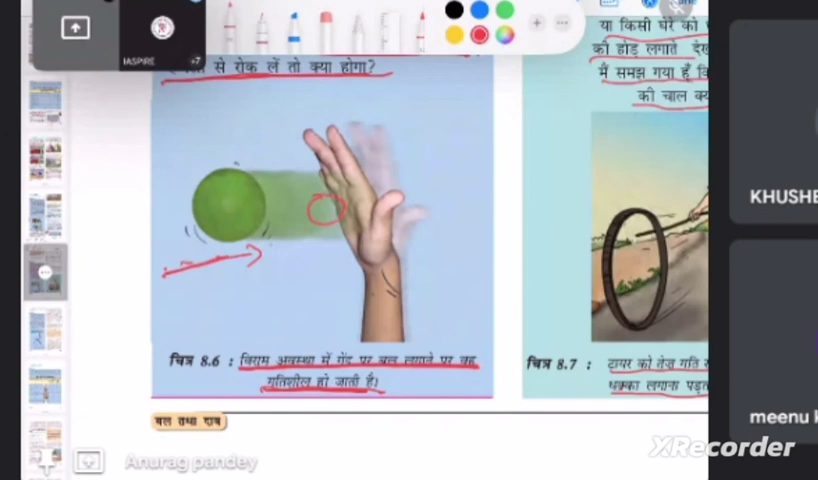 IASPIRE
+7
से रोक लें तो क्या होगा?
या किसी घेरे को
को होड़ लगाते
मैं समझ गया हूँ
की चाल
चित्र 8.6 : विराम अवस्था में गेंद पर बल लगाने पर वह
गतिशील हो जाती है।
चित्र 8.7 : टायर को तेज़ गति
धक्का लगाना
बल तथा दाब
Anurag pandey
KHUSHE
meenu k
XRecorder